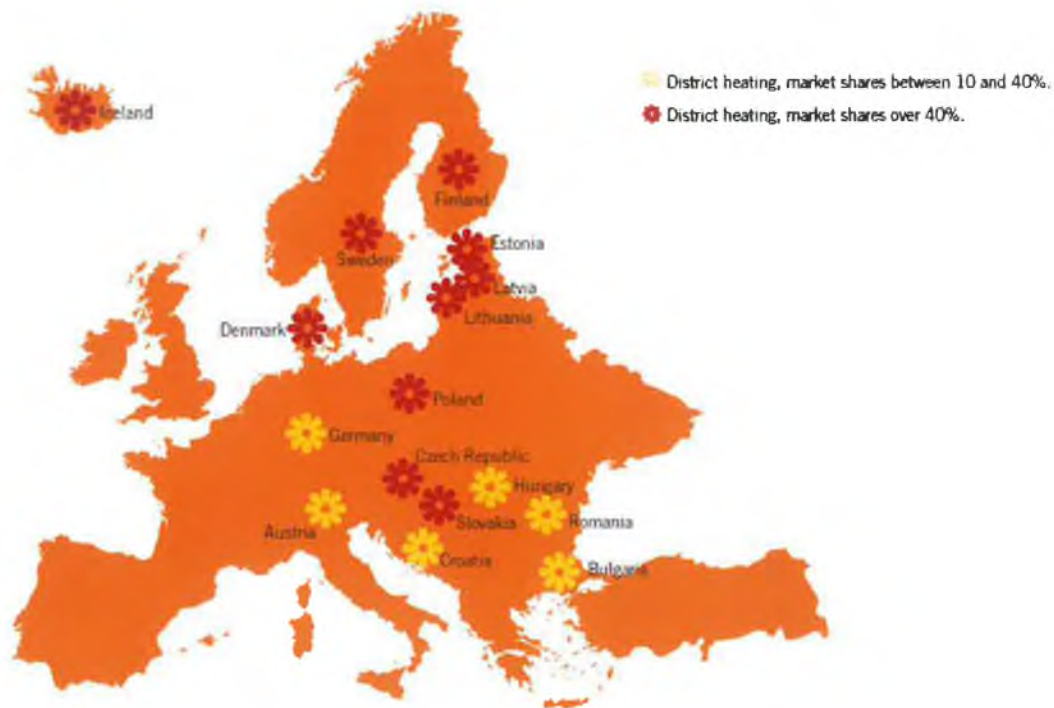 District heating, market shares between 10 and 40%.
District heating, market shares over 40%.
Iceland
Finland
Sweden
Estonia
Latvia
Lithuania
Denmark
Poland
Germany
Czech Republic
Hungary
Slovakia
Romania
Austria
Croatia
Bulgaria